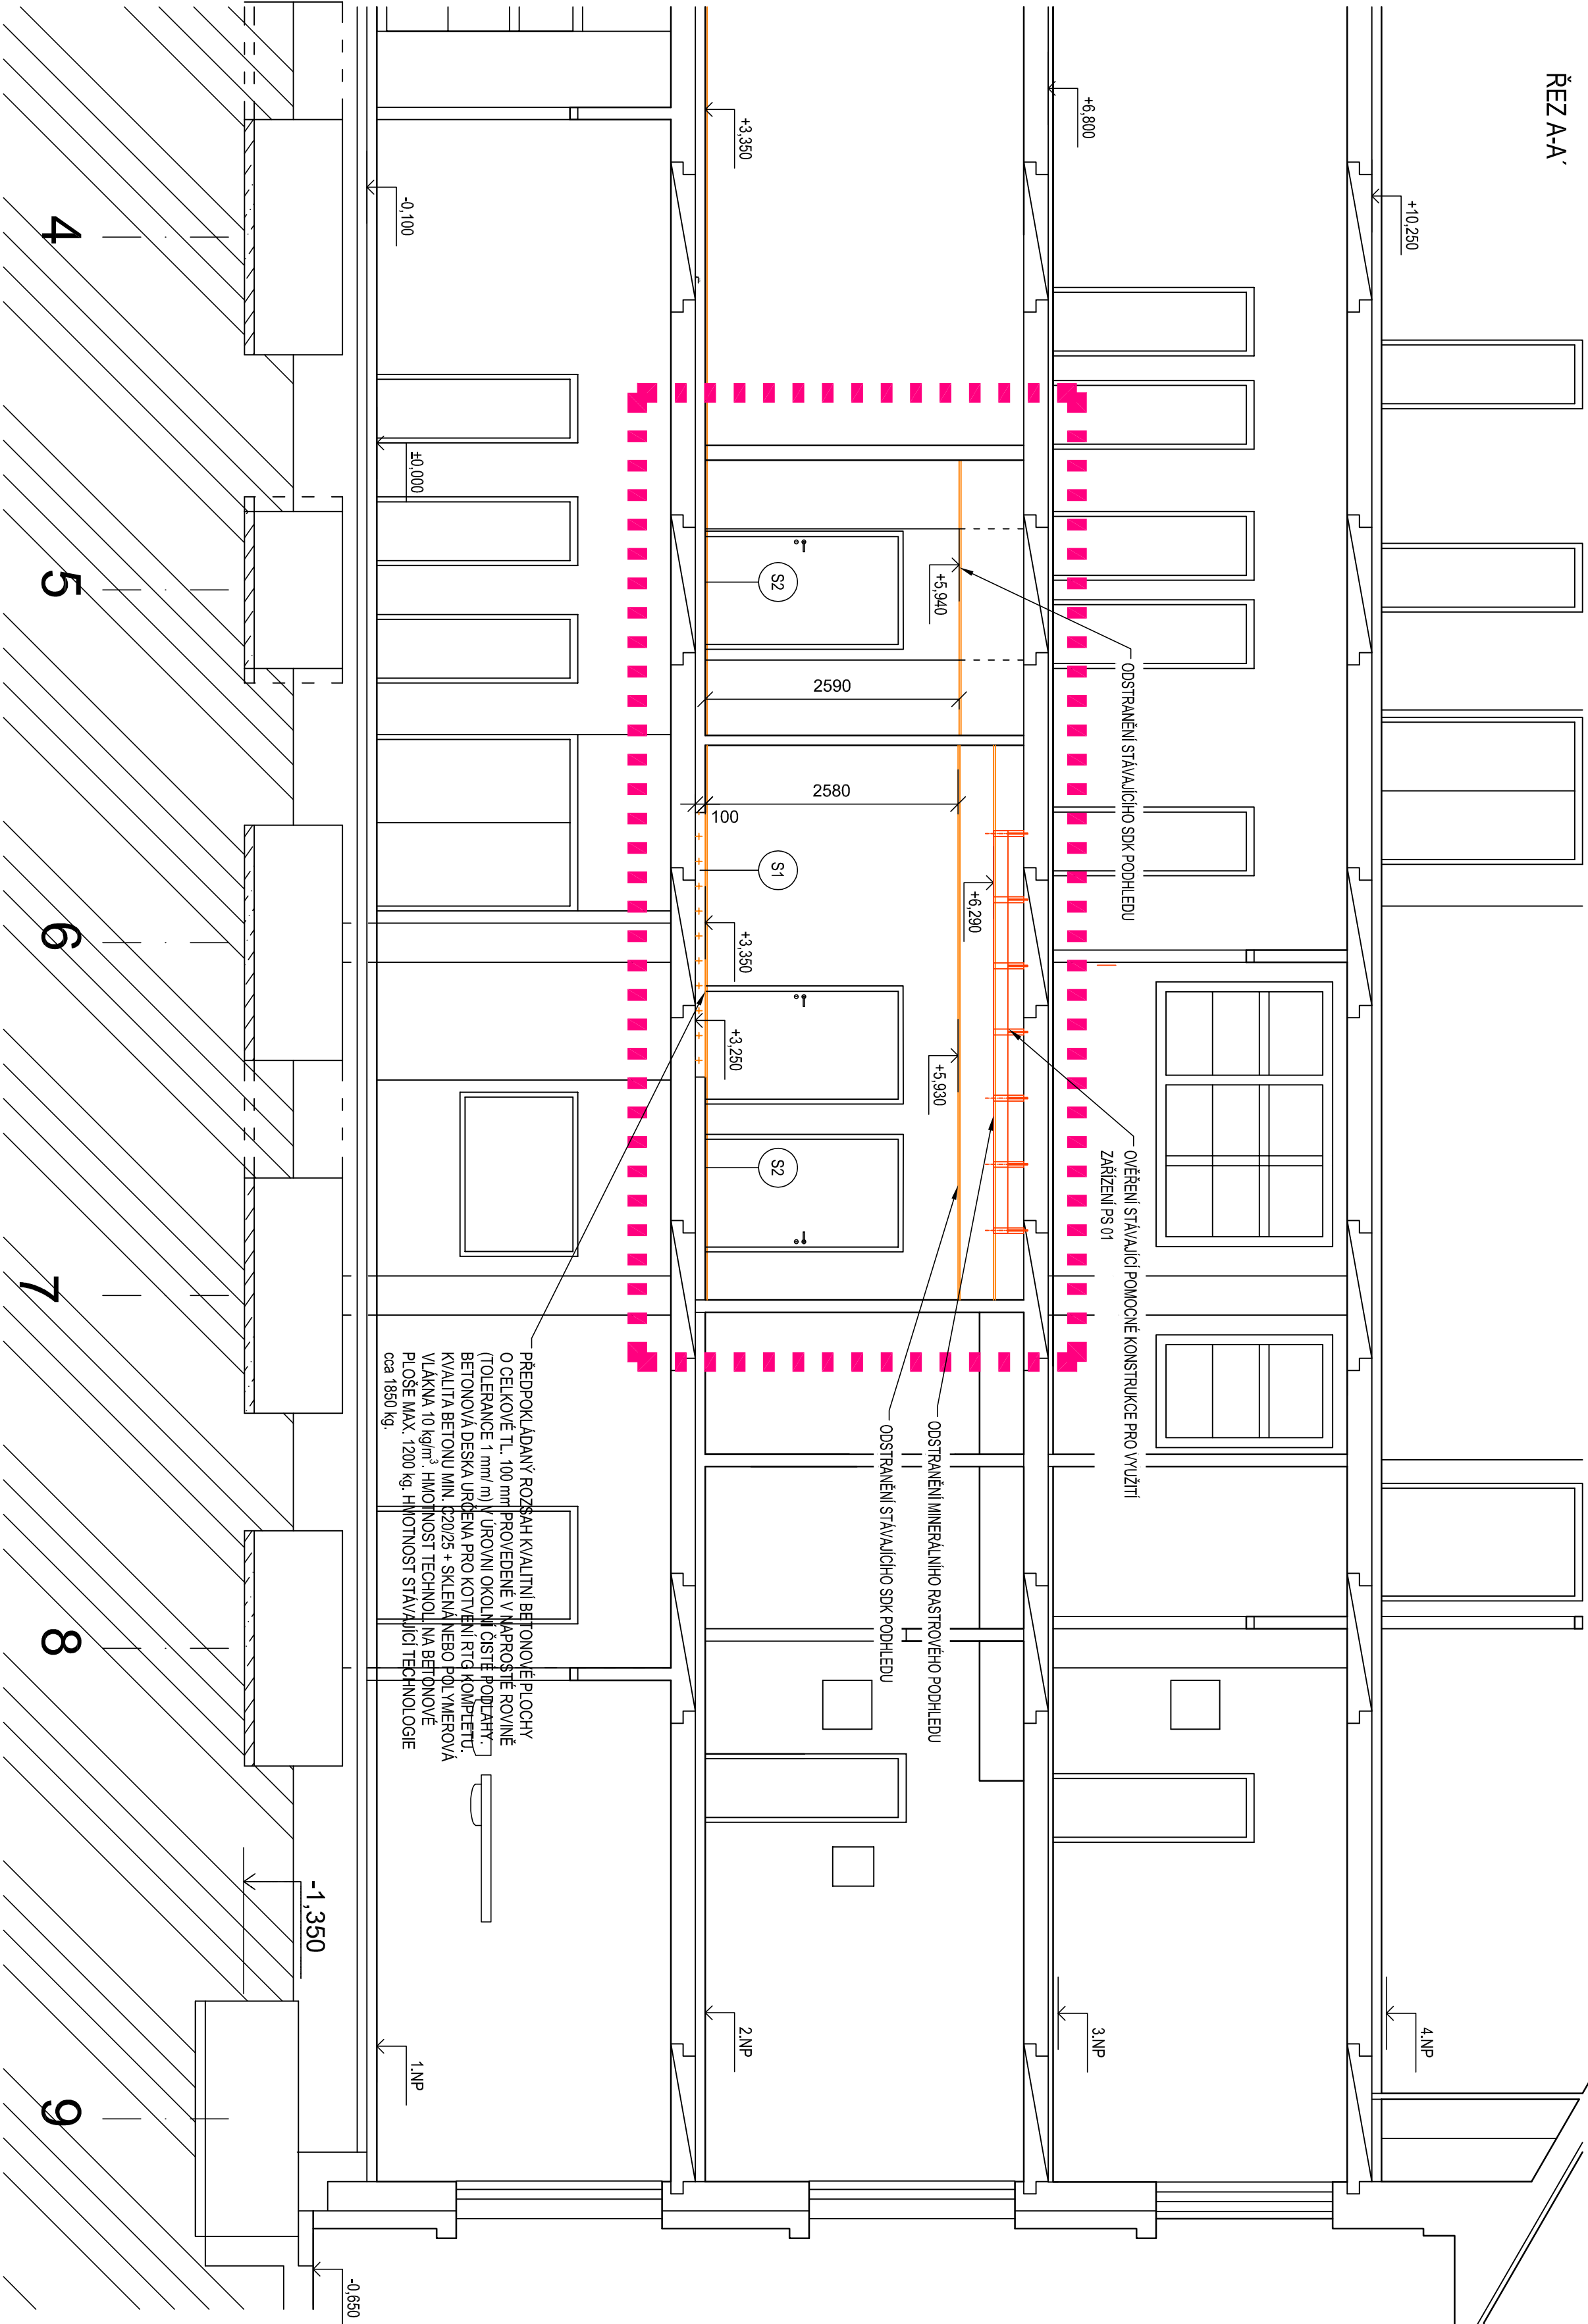 ŘEZ A-A´
+10,250
+6,800
+3,350
-0,100
±0,000
+5,940
ODSTRANĚNÍ STÁVAJÍCÍHO SDK PODHLEDU
S2
2590
2580
100
S1
+6,290
+3,350
+3,250
+5,930
S2
OVĚŘENÍ STÁVAJÍCÍ POMOCNÉ KONSTRUKCE PRO VYUŽITÍ
ZAŘÍZENÍ PS 01
ODSTRANĚNÍ MINERÁLNÍHO RASTROVÉHO PODHLEDU
ODSTRANĚNÍ STÁVAJÍCÍHO SDK PODHLEDU
PŘEDPOKLÁDANÝ ROZSAH KVALITNÍ BETONOVÉ PLOCHY
O CELKOVÉ TL. 100 mm PROVEDENÉ V NAPROSTÉ ROVINĚ
(TOLERANCE 1 mm/ m) V ÚROVNI OKOLNÍ ČISTÉ PODLAHY.
BETONOVÁ DESKA URČENA PRO KOTVENÍ RTG KOMPLETU.
KVALITA BETONU MIN. C20/25 + SKLENÁ NEBO POLYMEROVÁ
VLÁKNA 10 kg/m³. HMOTNOST TECHNOL. NA BETONOVÉ
PLOŠE MAX. 1200 kg. HMOTNOST STÁVAJÍCÍ TECHNOLOGIE
cca 1850 kg.
4.NP
3.NP
2.NP
1.NP
-1,350
-0,650
4
5
6
7
8
9